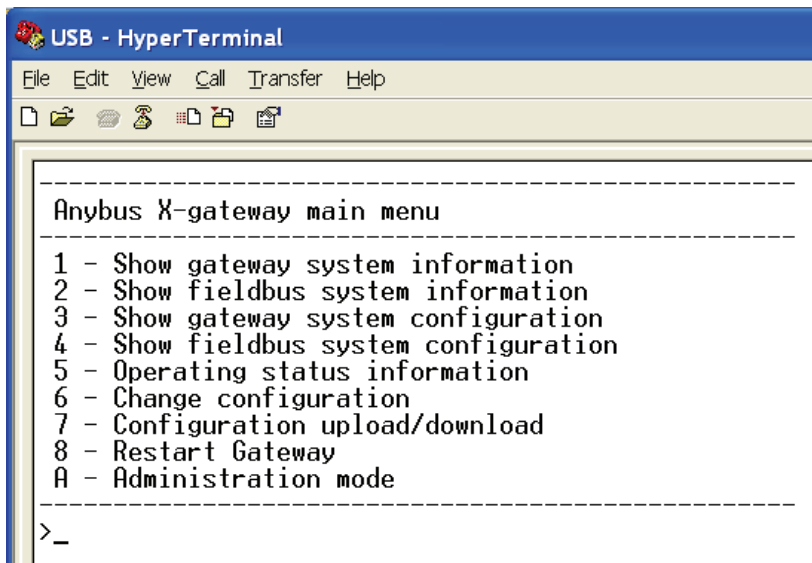 USB - HyperTerminal
File Edit View Call Transfer Help
Anybus X-gateway main menu
1 - Show gateway system information
2 - Show fieldbus system information
3 - Show gateway system configuration
4 - Show fieldbus system configuration
5 - Operating status information
6 - Change configuration
7 - Configuration upload/download
8 - Restart Gateway
A - Administration mode
>_